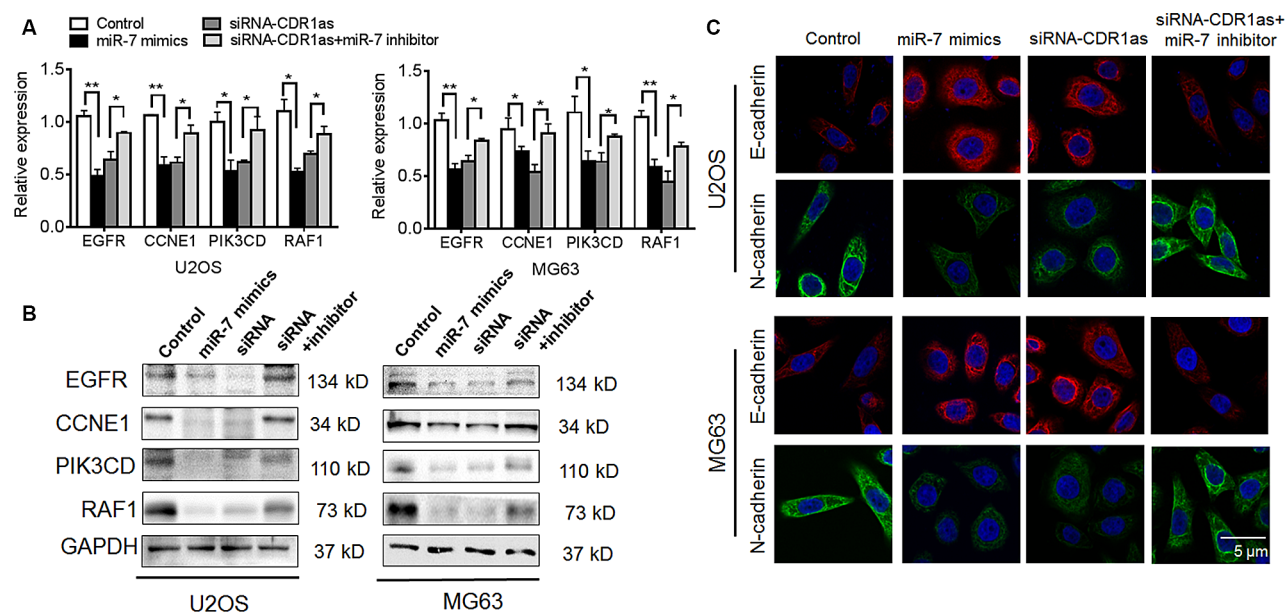 A
Control
siRNA-CDR1as
miR-7 mimics
siRNA-CDR1as+miR-7 inhibitor
Relative expression
1.5
1.0
0.5
0.0
** * ** * * * * *
EGFR CCNE1 PIK3CD RAF1
U2OS
Relative expression
1.5
1.0
0.5
0.0
** * * * * * ** *
EGFR CCNE1 PIK3CD RAF1
MG63
B
Control miR-7 mimics siRNA siRNA +inhibitor
Control miR-7 mimics siRNA siRNA +inhibitor
EGFR 134 kD 134 kD
CCNE1 34 kD 34 kD
PIK3CD 110 kD 110 kD
RAF1 73 kD 73 kD
GAPDH 37 kD 37 kD
U2OS MG63
C
Control miR-7 mimics siRNA-CDR1as siRNA-CDR1as+
miR-7 inhibitor
U2OS
E-cadherin
N-cadherin
MG63
E-cadherin
N-cadherin
5 µm